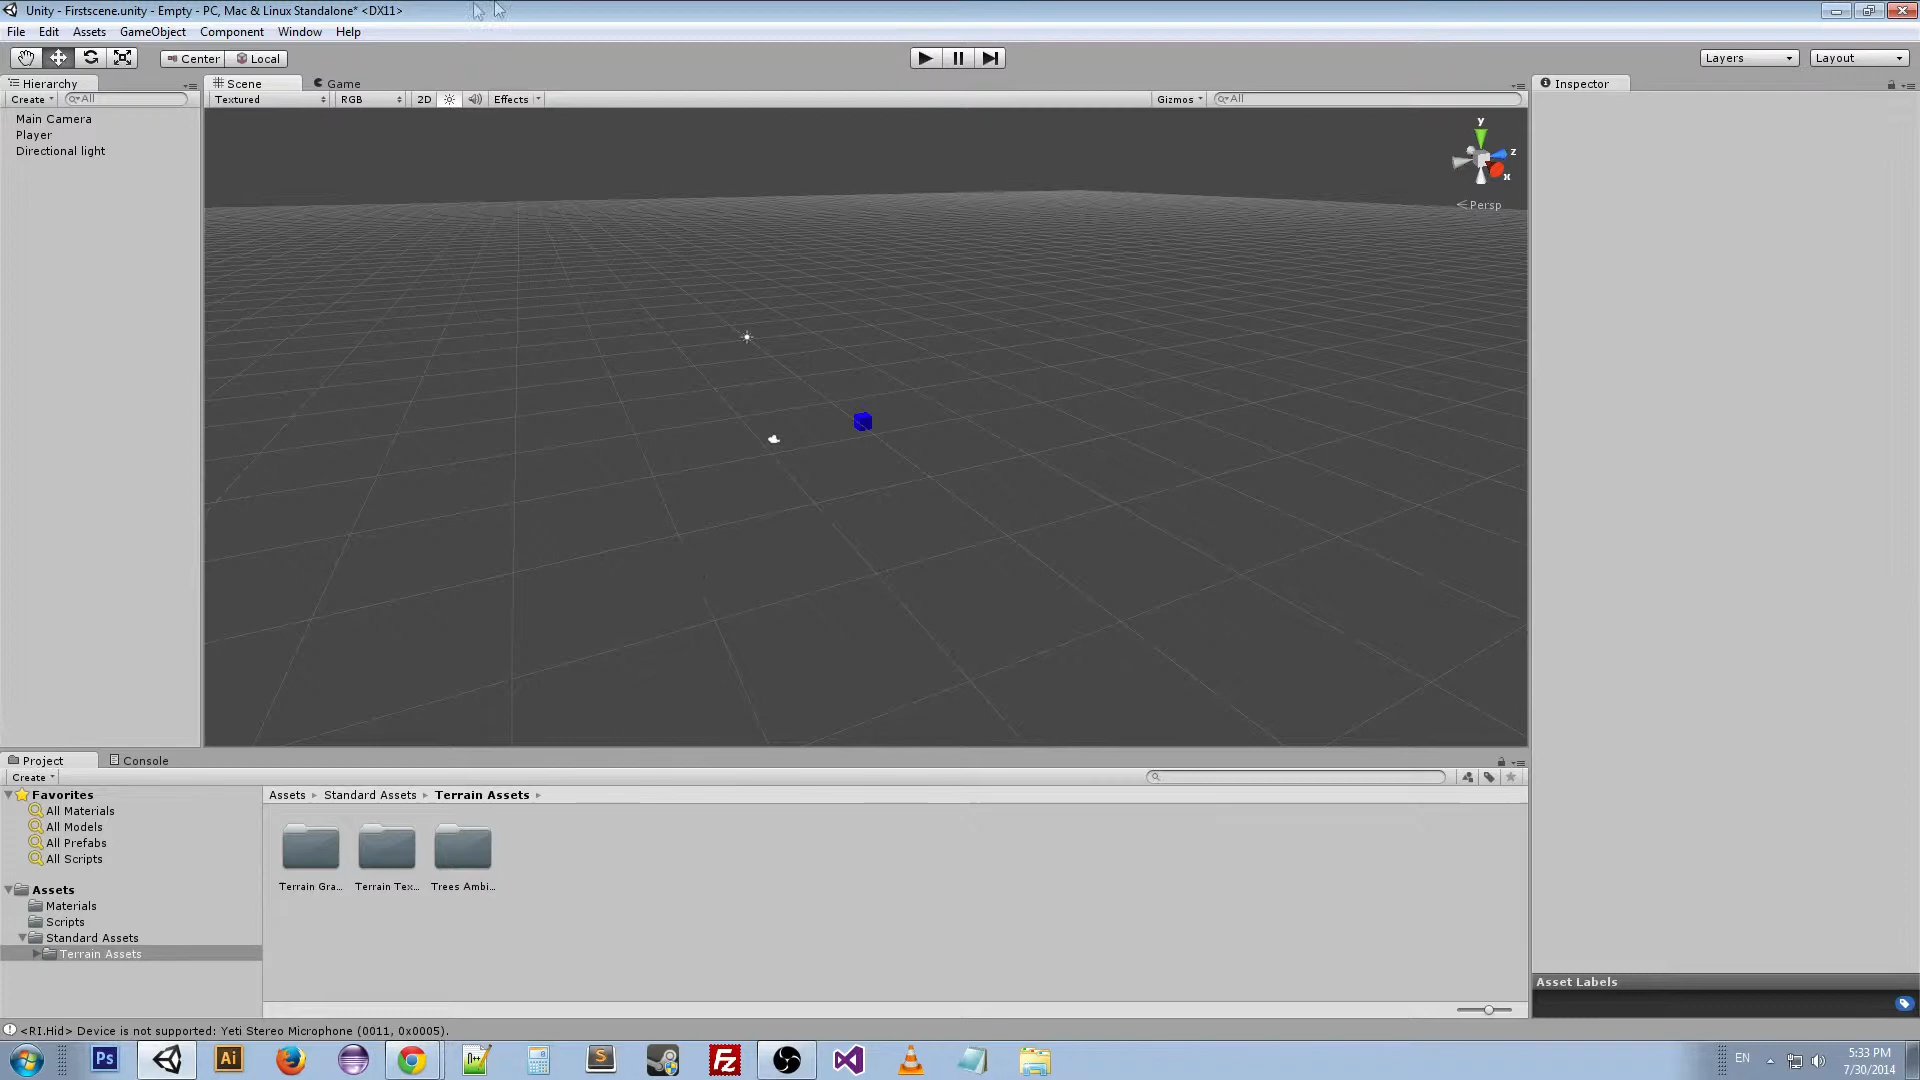 Unity - Firstscene.unity - Empty - PC, Mac & Linux Standalone* <DX11>
File Edit Assets GameObject Component Window Help
Center Local Layers Layout
Hierarchy Scene Game Inspector
Create All Textured RGB 2D Effects Gizmos All
Main Camera
Player
Directional light
y
z
x
Persp
Project Console
Create
Favorites
All Materials
All Models
All Prefabs
All Scripts
Assets
Materials
Scripts
Standard Assets
Terrain Assets
Assets Standard Assets Terrain Assets
Terrain Gra... Terrain Tex... Trees Ambi...
Asset Labels
<RI.Hid> Device is not supported: Yeti Stereo Microphone (0011, 0x0005).
Ps Ai n++ S Fz EN 5:33 PM
7/30/2014